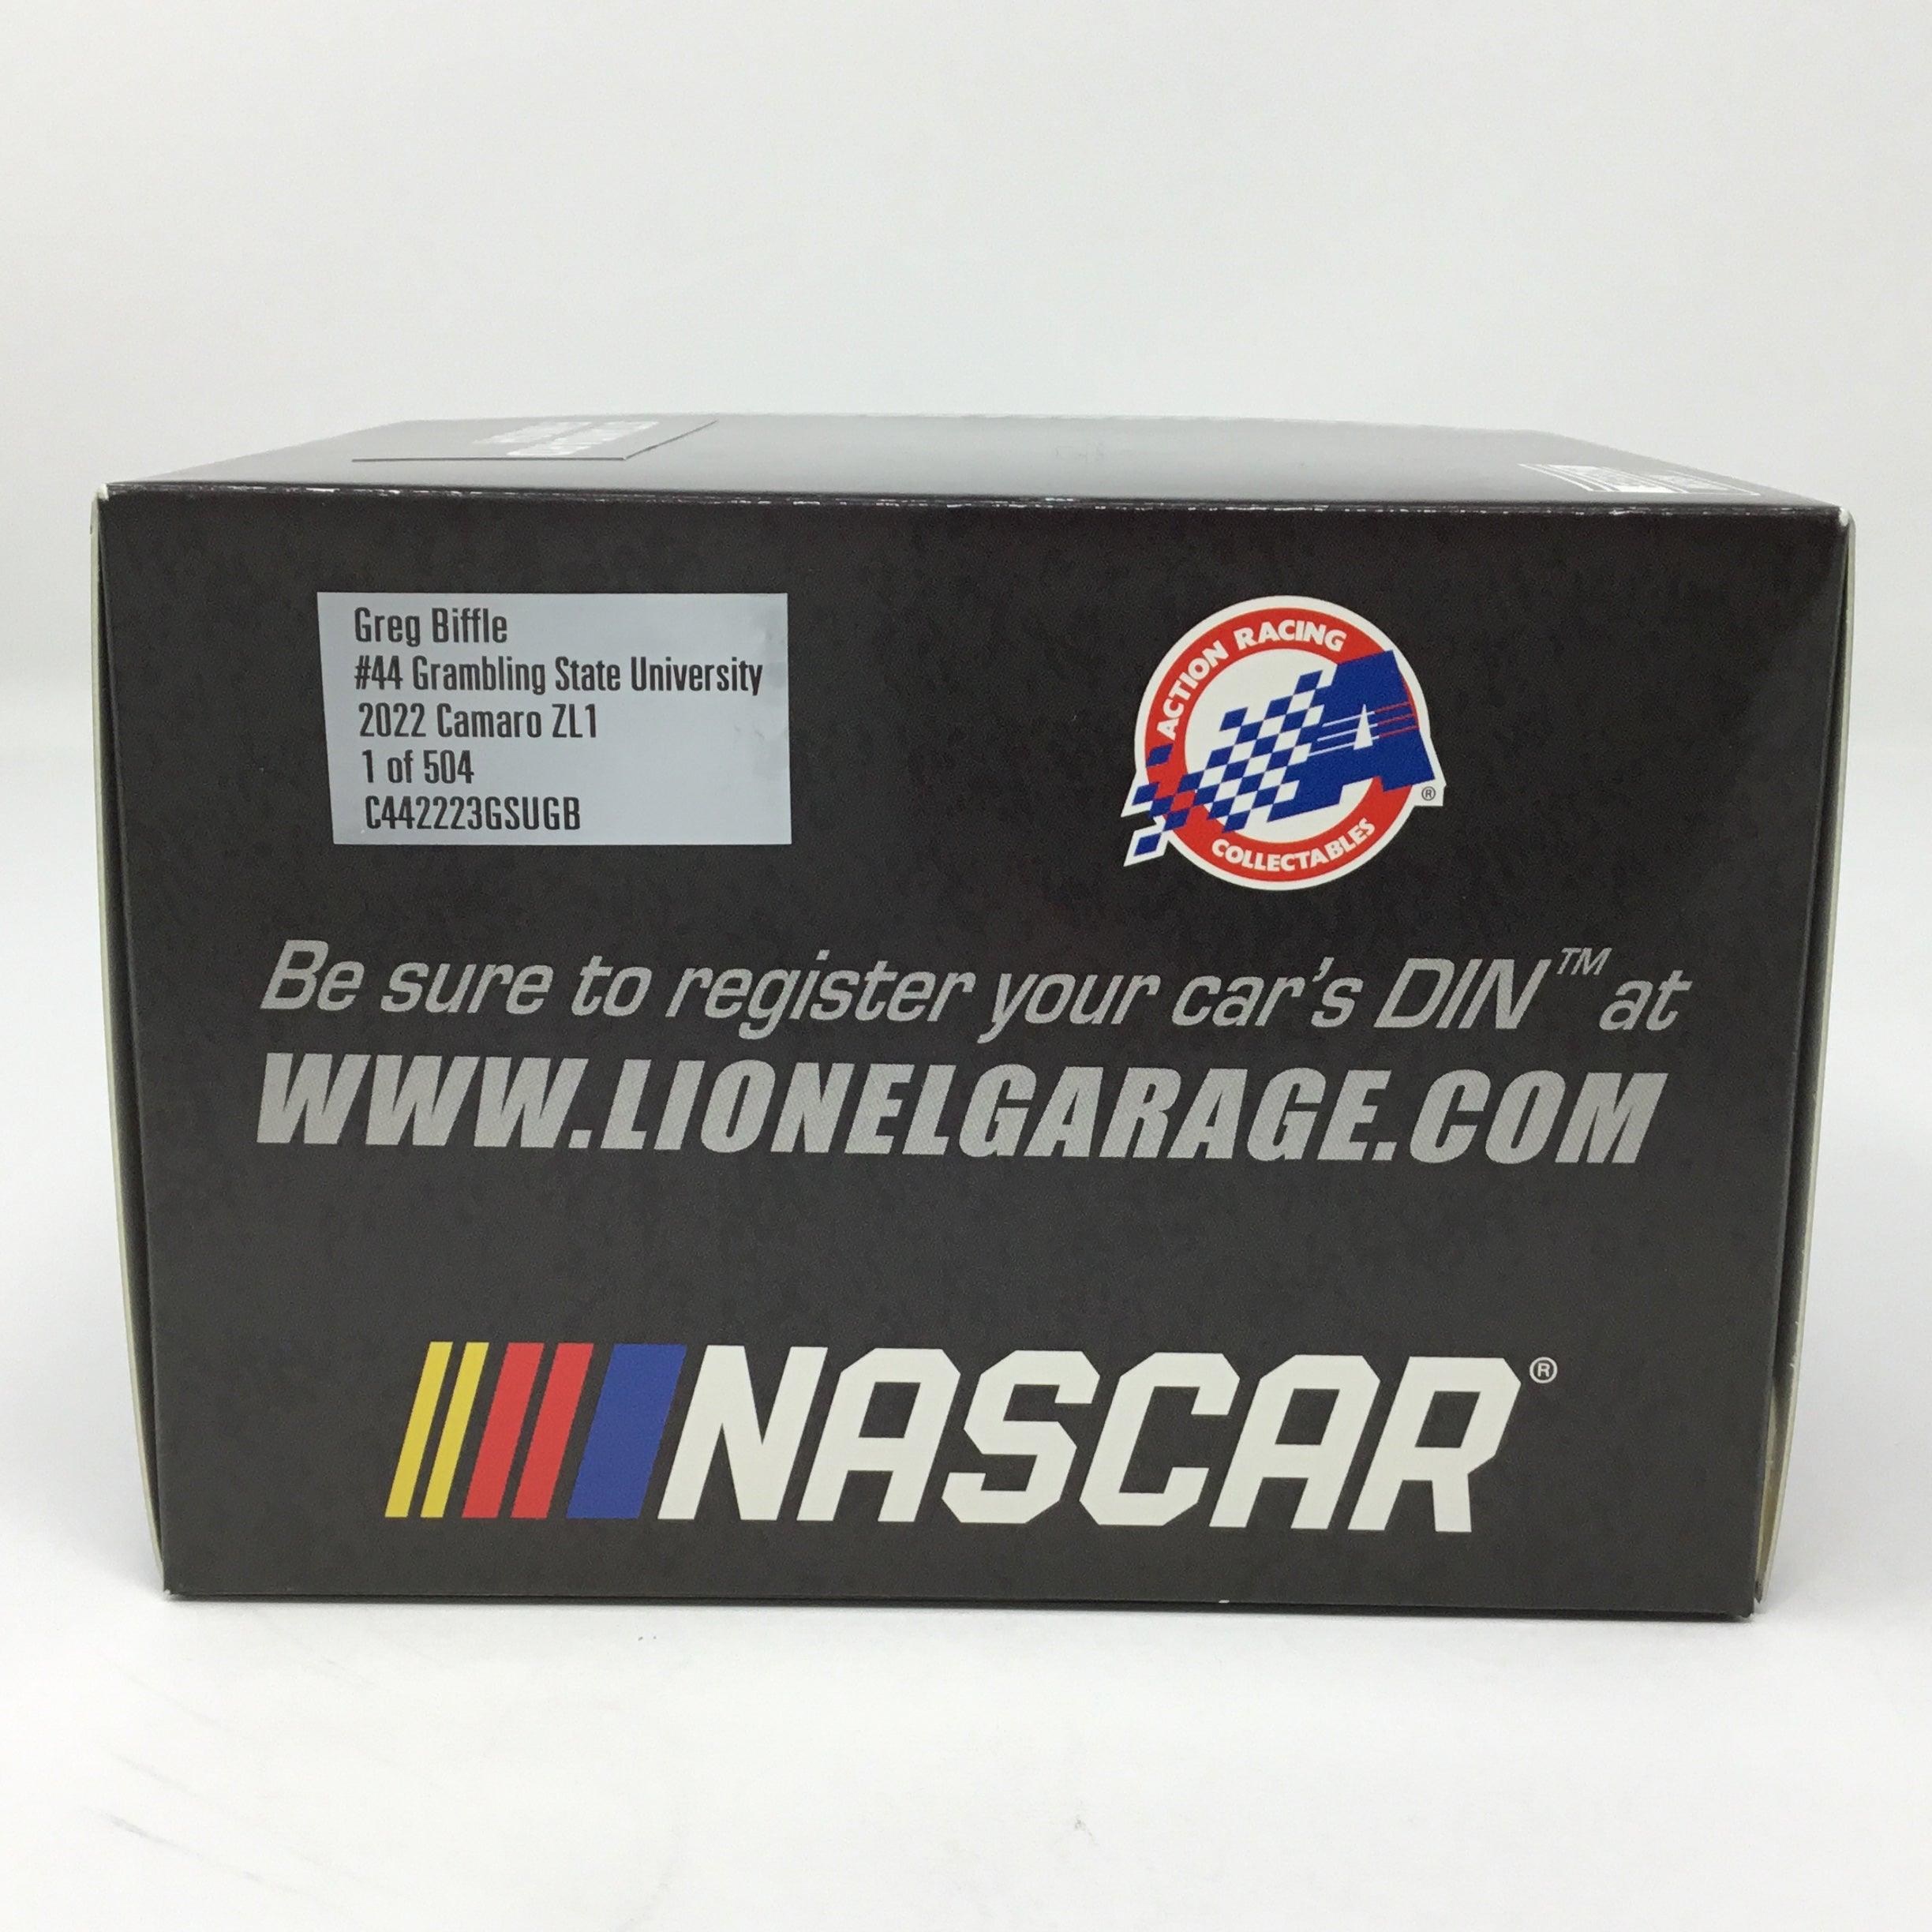 Greg Biffle
#44 Grambling State University
2022 Camaro ZL1
1 of 504
C442223GSUGB
ACTION RACING
A®
COLLECTABLES
Be sure to register your car's DIN™ at
WWW.LIONELGARAGE.COM
NASCAR®